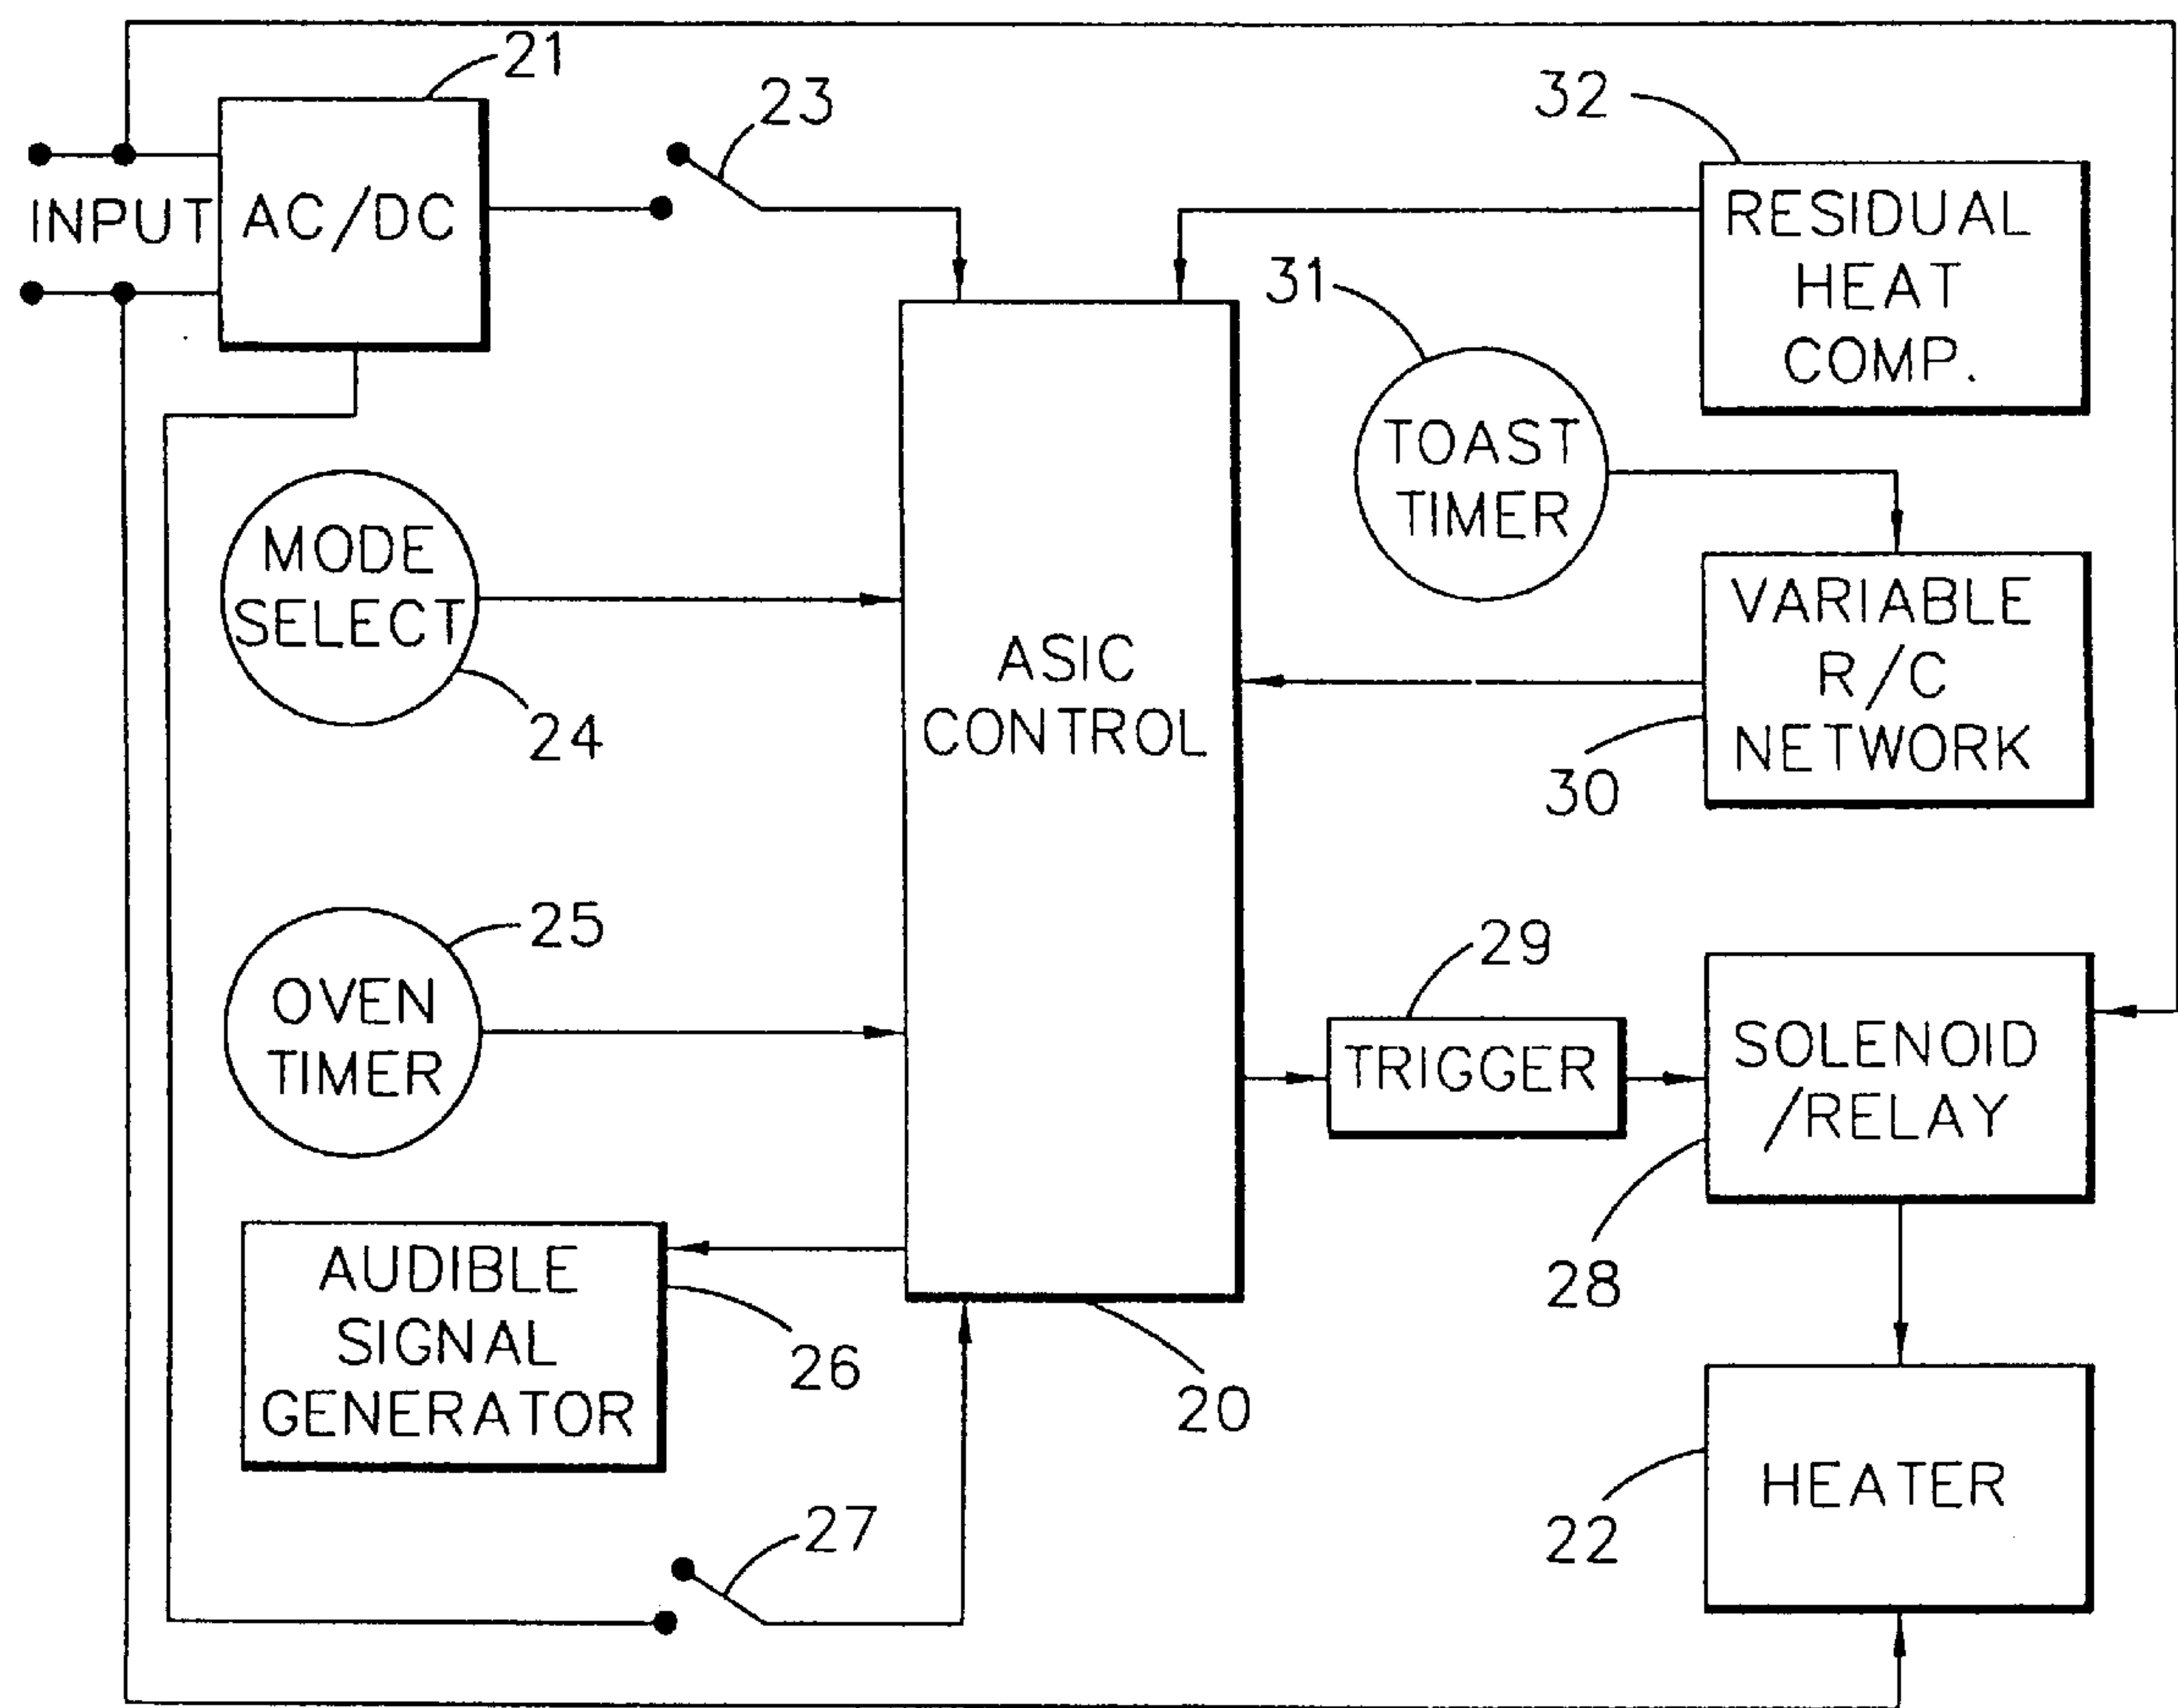 21
23
32
INPUT
AC/DC
RESIDUAL
HEAT
COMP.
31
TOAST
TIMER
MODE
SELECT
24
ASIC
CONTROL
VARIABLE
R/C
NETWORK
30
25
OVEN
TIMER
29
TRIGGER
SOLENOID
/RELAY
28
AUDIBLE
SIGNAL
GENERATOR
26
20
HEATER
22
27